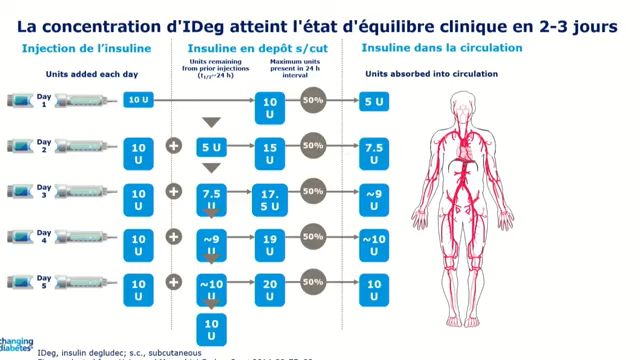 La concentration d'IDeg atteint l'état d'équilibre clinique en 2-3 jours
Injection de l'insuline
Insuline en depôt s/cut
Insuline dans la circulation
Units added each day
Units remaining
from prior injections
(t1/2~24 h)
Maximum units
present in 24 h
interval
Units absorbed into circulation
Day
1
10 U
10
U
50%
5 U
Day
2
10
U
+
5 U
15
U
50%
7.5
U
Day
3
10
U
+
7.5
U
17.
5 U
50%
~9
U
Day
4
10
U
+
~9
U
19
U
50%
~10
U
Day
5
10
U
+
~10
U
20
U
50%
10
U
10
U
changing
diabetes®
IDeg, insulin degludec; s.c., subcutaneous